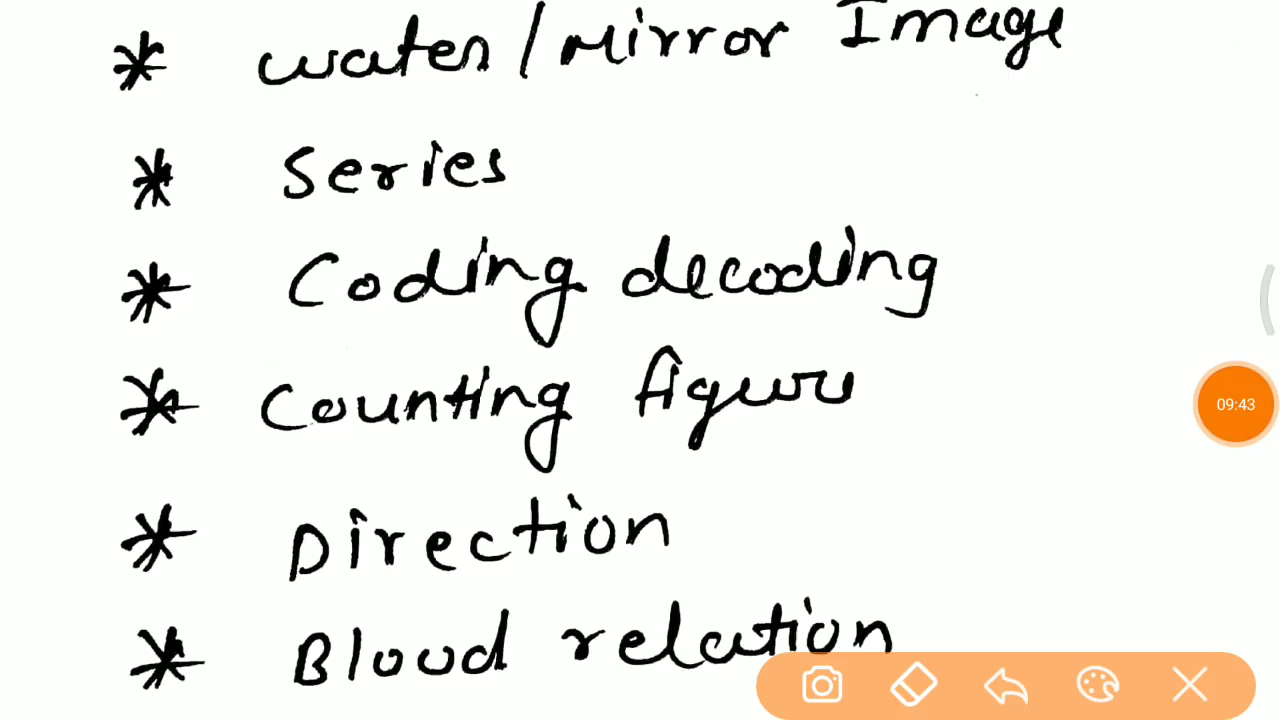 * Water/Mirror Image
* Series
* Coding decoding
* Counting figure
* Direction
* Blood relation
09:43